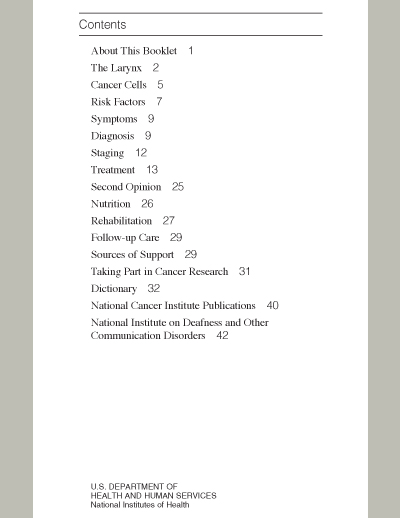 Contents
About This Booklet 1
The Larynx 2
Cancer Cells 5
Risk Factors 7
Symptoms 9
Diagnosis 9
Staging 12
Treatment 13
Second Opinion 25
Nutrition 26
Rehabilitation 27
Follow-up Care 29
Sources of Support 29
Taking Part in Cancer Research 31
Dictionary 32
National Cancer Institute Publications 40
National Institute on Deafness and Other
Communication Disorders 42
U.S. DEPARTMENT OF
HEALTH AND HUMAN SERVICES
National Institutes of Health